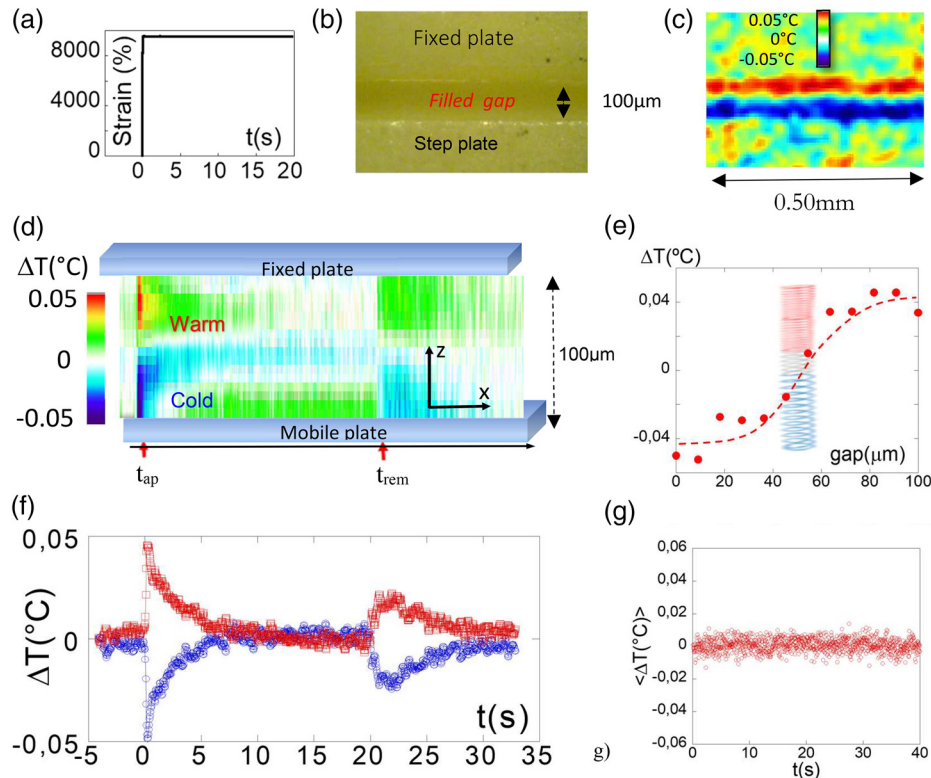 (a)
8000
4000
0
Strain (%)
t(s)
0 5 10 15 20
(b)
Fixed plate
Filled gap
Step plate
100μm
(c)
0.05°C
0°C
-0.05°C
0.50mm
(d)
ΔT(°C)
0.05
0
-0.05
Fixed plate
Warm
Cold
z
x
Mobile plate
100μm
tap
trem
(e)
ΔT(°C)
0.04
0
-0.04
gap(μm)
0 20 40 60 80 100
(f)
0,05
0
-0,05
ΔT(°C)
t(s)
-5 0 5 10 15 20 25 30 35
(g)
0,06
0,04
0,02
0
-0,02
-0,04
-0,06
<ΔT(°C)>
0 10 20 30 40
t(s)
g)